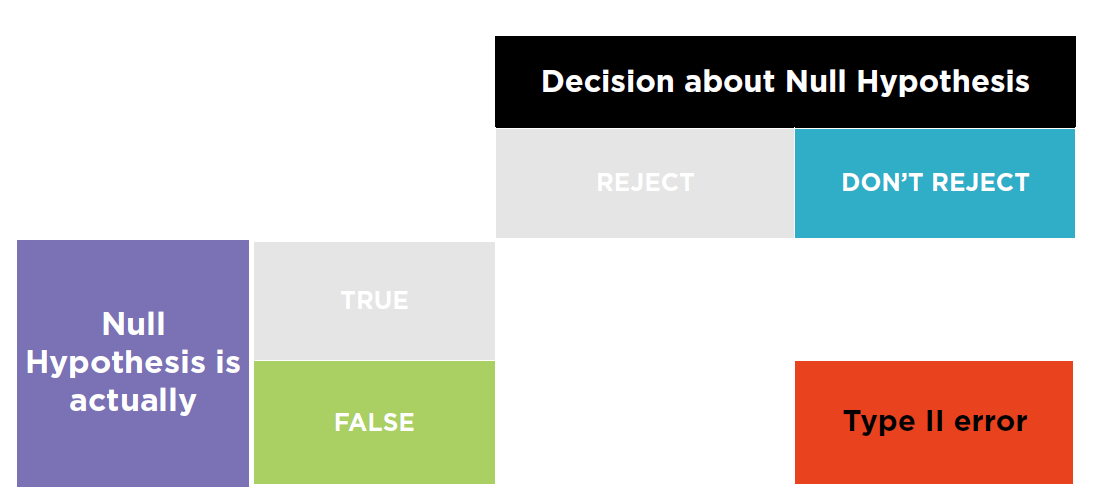 Decision about Null Hypothesis
REJECT
DON’T REJECT
Null
Hypothesis is
actually
TRUE
FALSE
Type II error